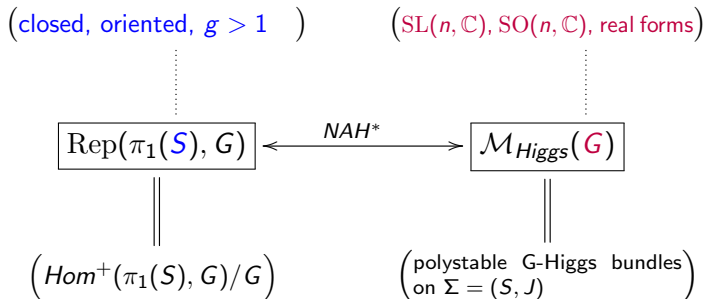 (closed, oriented, g > 1 )
(SL(n, ℂ), SO(n, ℂ), real forms)
Rep(π₁(S), G)
NAH*
ℳ_Higgs(G)
(Hom⁺(π₁(S), G)/G)
(polystable G-Higgs bundles
on Σ = (S, J))